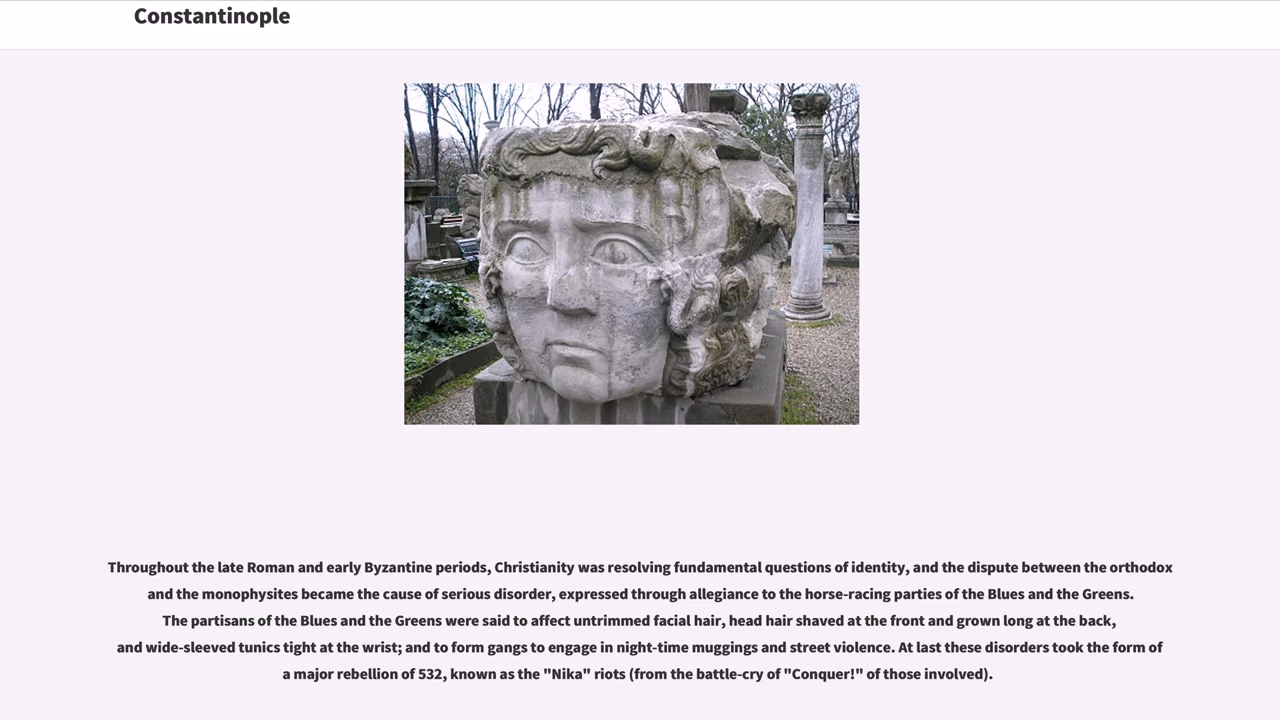 Constantinople
Throughout the late Roman and early Byzantine periods, Christianity was resolving fundamental questions of identity, and the dispute between the orthodox
and the monophysites became the cause of serious disorder, expressed through allegiance to the horse-racing parties of the Blues and the Greens.
The partisans of the Blues and the Greens were said to affect untrimmed facial hair, head hair shaved at the front and grown long at the back,
and wide-sleeved tunics tight at the wrist; and to form gangs to engage in night-time muggings and street violence. At last these disorders took the form of
a major rebellion of 532, known as the "Nika" riots (from the battle-cry of "Conquer!" of those involved).